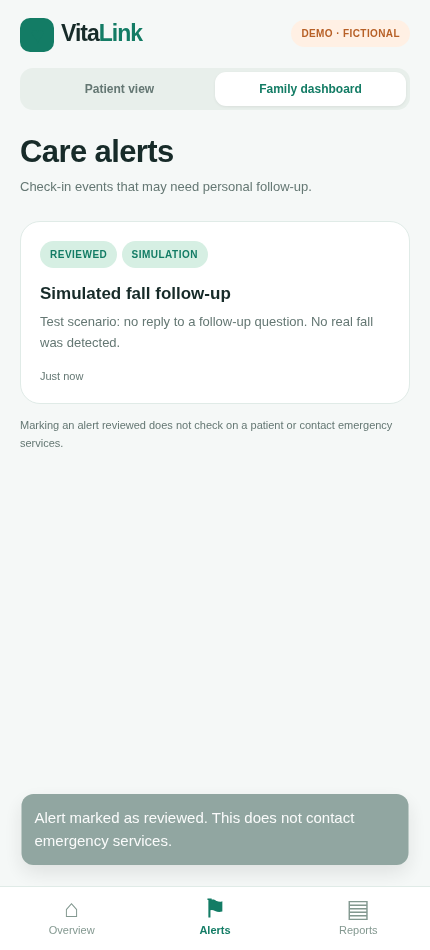 VitaLink
DEMO · FICTIONAL
Patient view
Family dashboard
Care alerts
Check-in events that may need personal follow-up.
REVIEWED
SIMULATION
Simulated fall follow-up
Test scenario: no reply to a follow-up question. No real fall
was detected.
Just now
Marking an alert reviewed does not check on a patient or contact emergency
services.
Alert marked as reviewed. This does not contact
emergency services.
Overview
Alerts
Reports